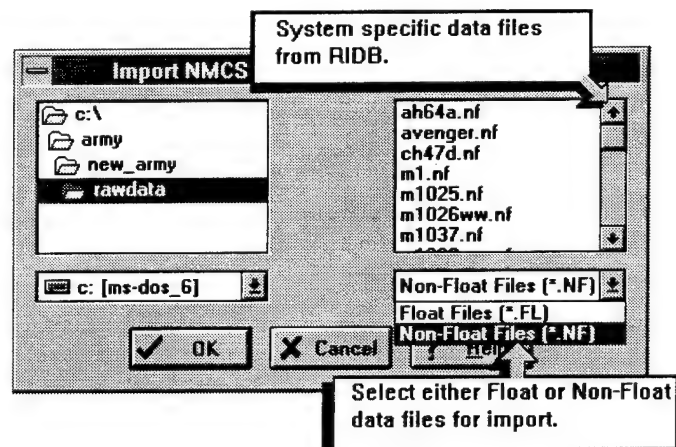 System specific data files
from RIDB.
Import NMCS
c:\
army
new_army
rawdata
ah64a.nf
avenger.nf
ch47d.nf
m1.nf
m1025.nf
m1026ww.nf
m1037.nf
c: [ms-dos_6]
Non-Float Files (*.NF)
Float Files (*.FL)
Non-Float Files (*.NF)
OK
Cancel
? Help
Select either Float or Non-Float
data files for import.